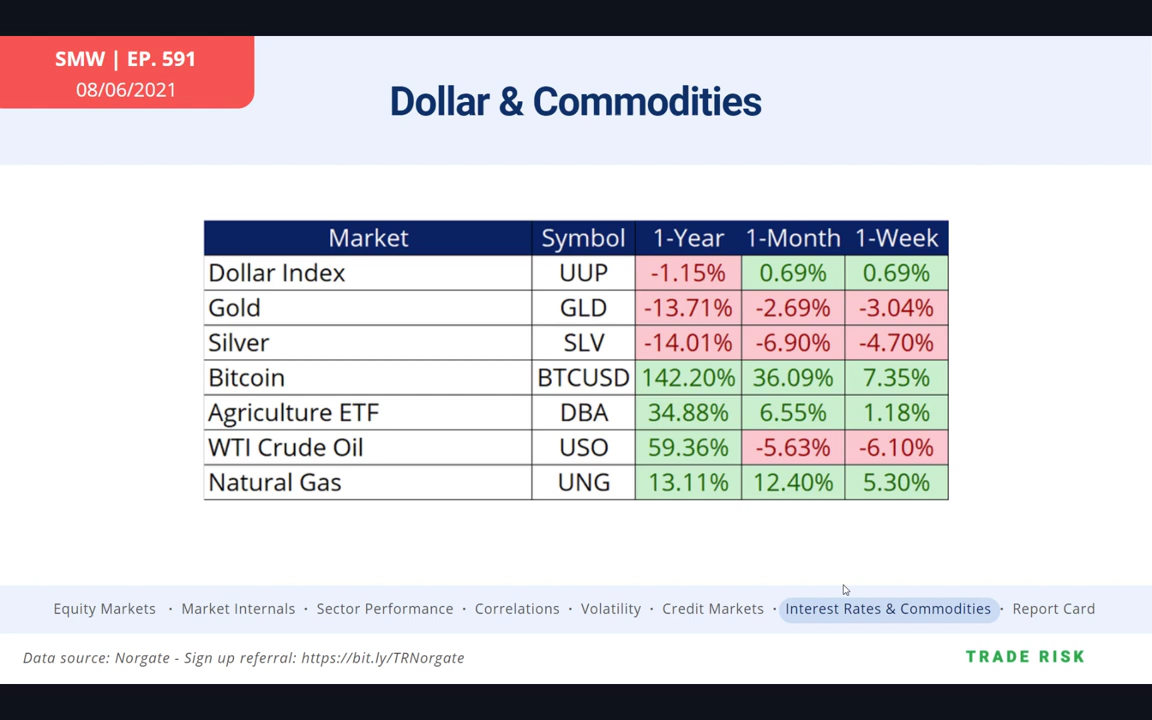 SMW | EP. 591
08/06/2021
Dollar & Commodities
Market Symbol 1-Year 1-Month 1-Week
Dollar Index UUP -1.15% 0.69% 0.69%
Gold GLD -13.71% -2.69% -3.04%
Silver SLV -14.01% -6.90% -4.70%
Bitcoin BTCUSD 142.20% 36.09% 7.35%
Agriculture ETF DBA 34.88% 6.55% 1.18%
WTI Crude Oil USO 59.36% -5.63% -6.10%
Natural Gas UNG 13.11% 12.40% 5.30%
Equity Markets · Market Internals · Sector Performance · Correlations · Volatility · Credit Markets · Interest Rates & Commodities · Report Card
Data source: Norgate - Sign up referral: https://bit.ly/TRNorgate
TRADE RISK